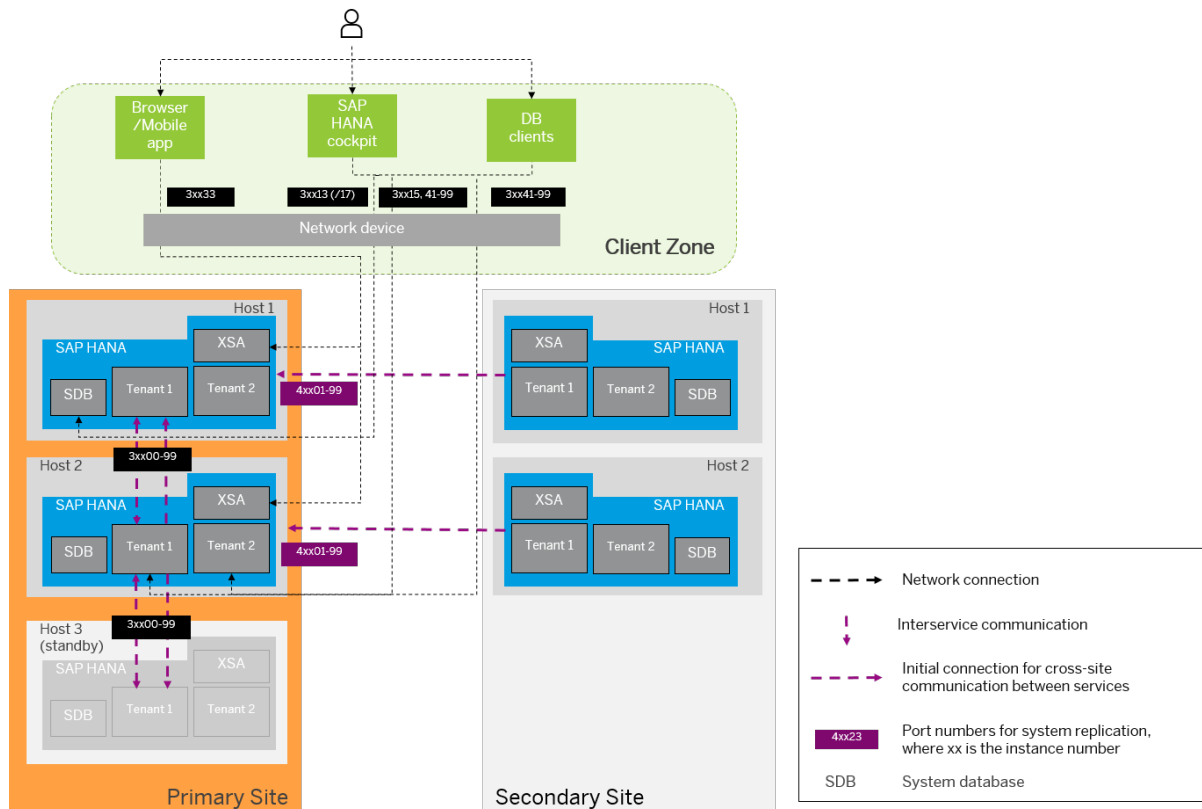 Browser
/Mobile
app
SAP
HANA
cockpit
DB
clients
3xx33
3xx13 (/17)
3xx15, 41-99
3xx41-99
Network device
Client Zone
Host 1
XSA
SAP HANA
SDB
Tenant 1
Tenant 2
4xx01-99
3xx00-99
Host 2
XSA
SAP HANA
SDB
Tenant 1
Tenant 2
4xx01-99
3xx00-99
Host 3
(standby)
XSA
SAP HANA
SDB
Tenant 1
Tenant 2
Primary Site
Host 1
XSA
SAP HANA
Tenant 1
Tenant 2
SDB
Host 2
XSA
SAP HANA
Tenant 1
Tenant 2
SDB
Secondary Site
Network connection
Interservice communication
Initial connection for cross-site
communication between services
4xx23
Port numbers for system replication,
where xx is the instance number
SDB
System database